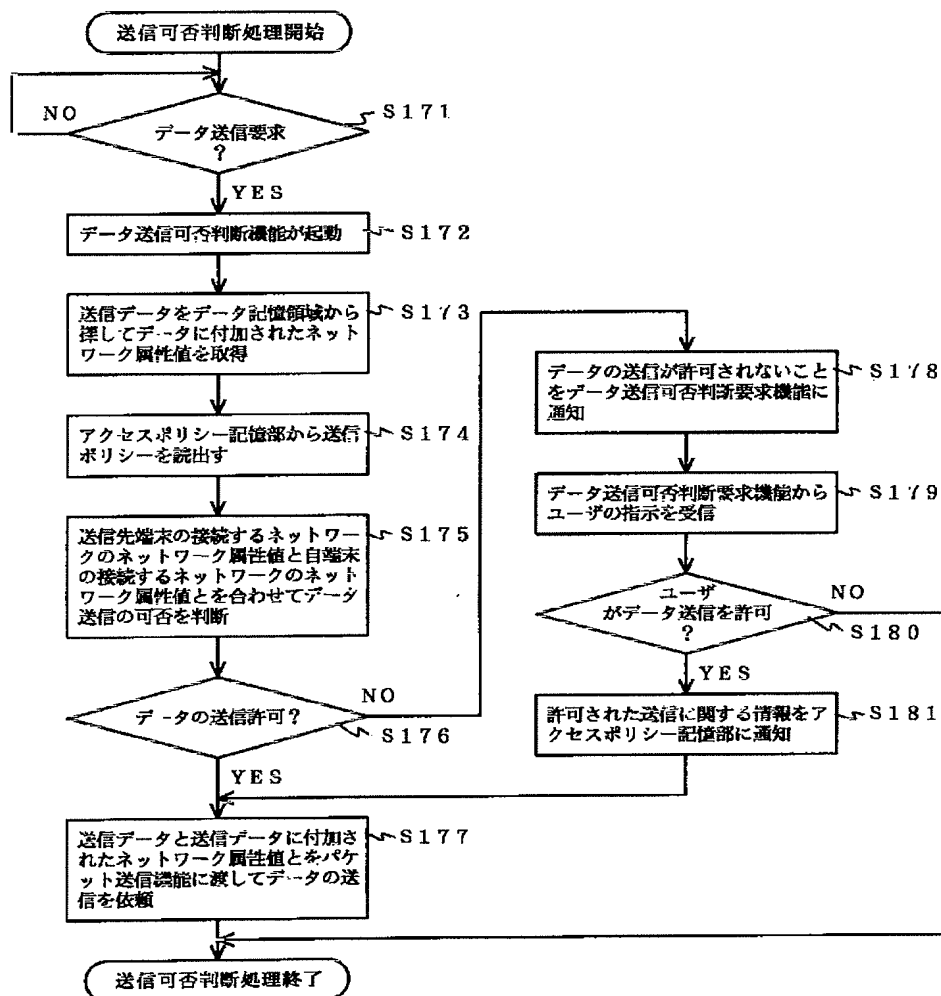 送信可否判断処理開始
NO
S171
データ送信要求
?
YES
データ送信可否判断機能が起動
S172
送信データをデータ記憶領域から
探してデータに付加されたネット
ワーク属性値を取得
S173
アクセスポリシー記憶部から送信
ポリシーを読出す
S174
送信先端末の接続するネットワー
クのネットワーク属性値と自端末
の接続するネットワークのネット
ワーク属性値とを合わせてデータ
送信の可否を判断
S175
データの送信許可?
NO
S176
YES
送信データと送信データに付加さ
れたネットワーク属性値とをパケ
ット送信機能に渡してデータの送
信を依頼
S177
データの送信が許可されないこと
をデータ送信可否判断要求機能に
通知
S178
データ送信可否判断要求機能から
ユーザの指示を受信
S179
ユーザ
がデータ送信を許可
?
NO
S180
YES
許可された送信に関する情報をア
クセスポリシー記憶部に通知
S181
送信可否判断処理終了